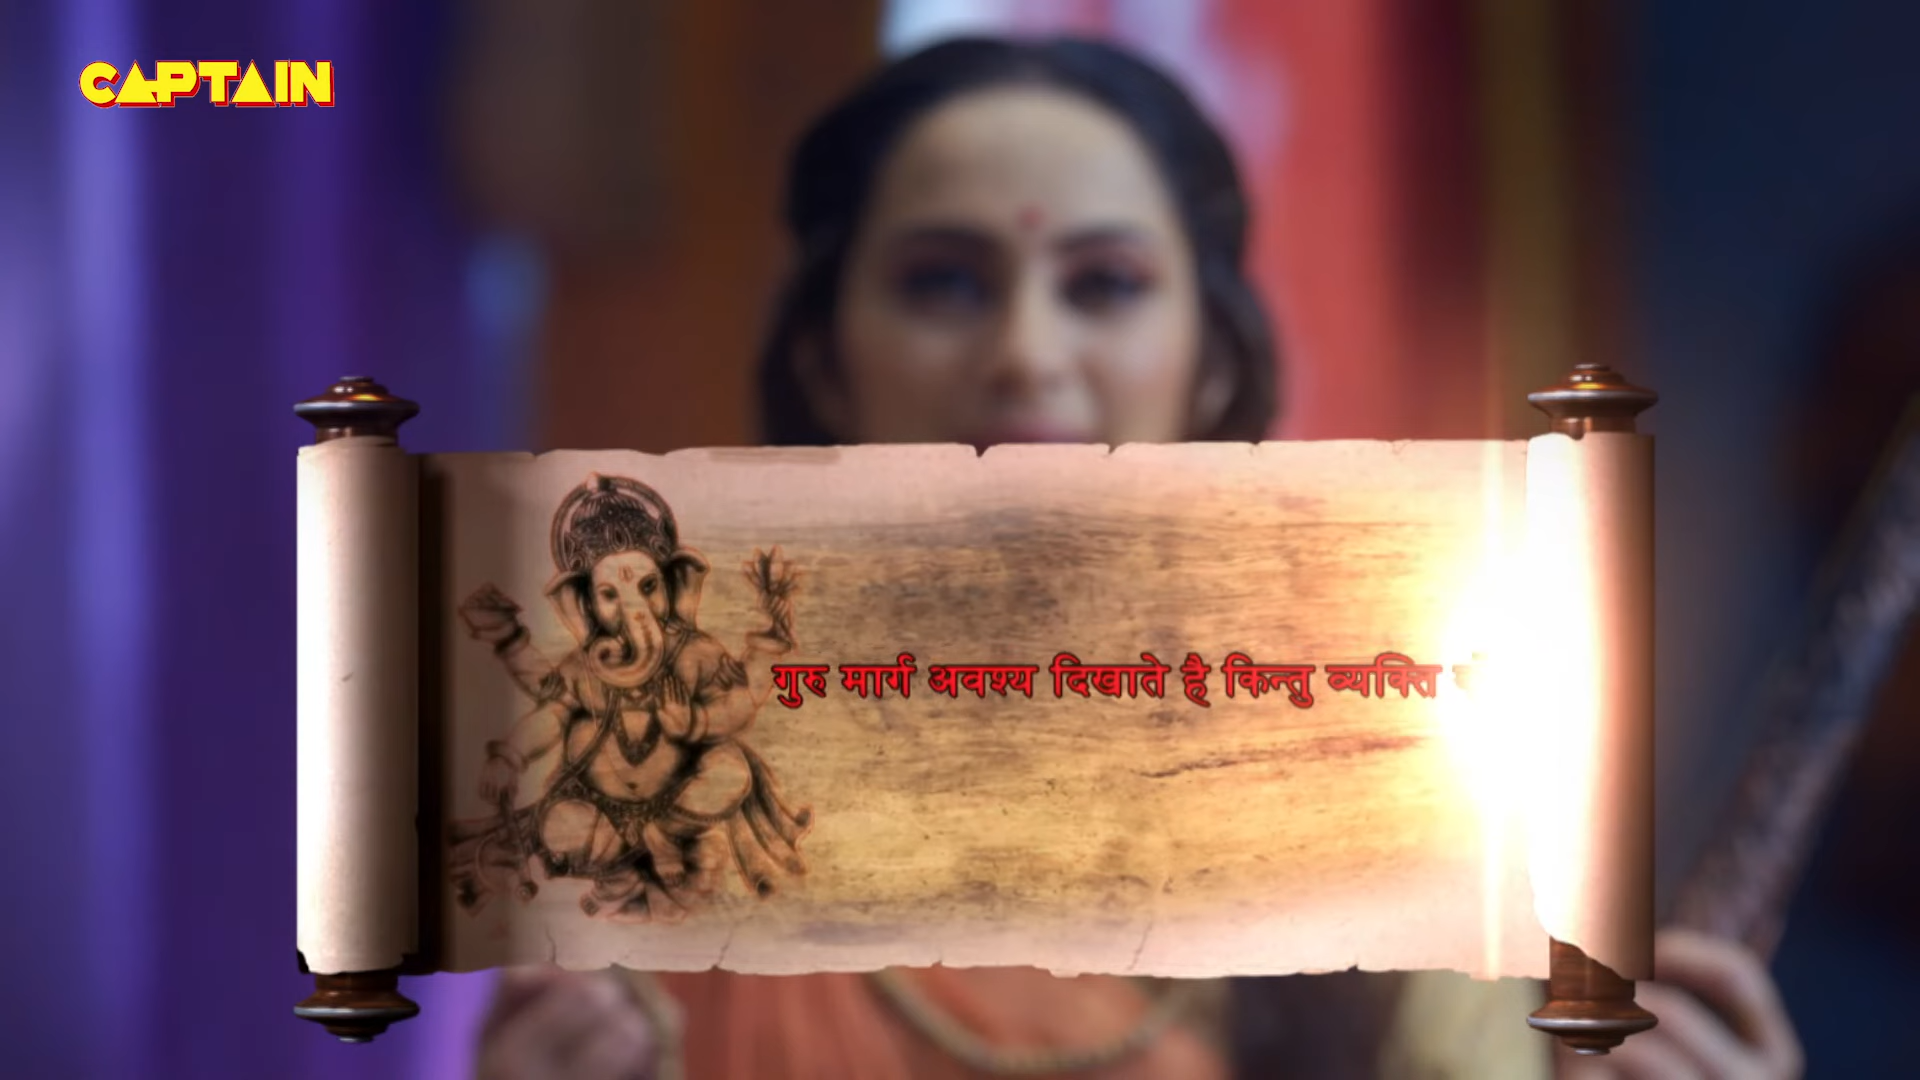 CAPTAIN
गुरु मार्ग अवश्य दिखाते है किन्तु व्यक्ति